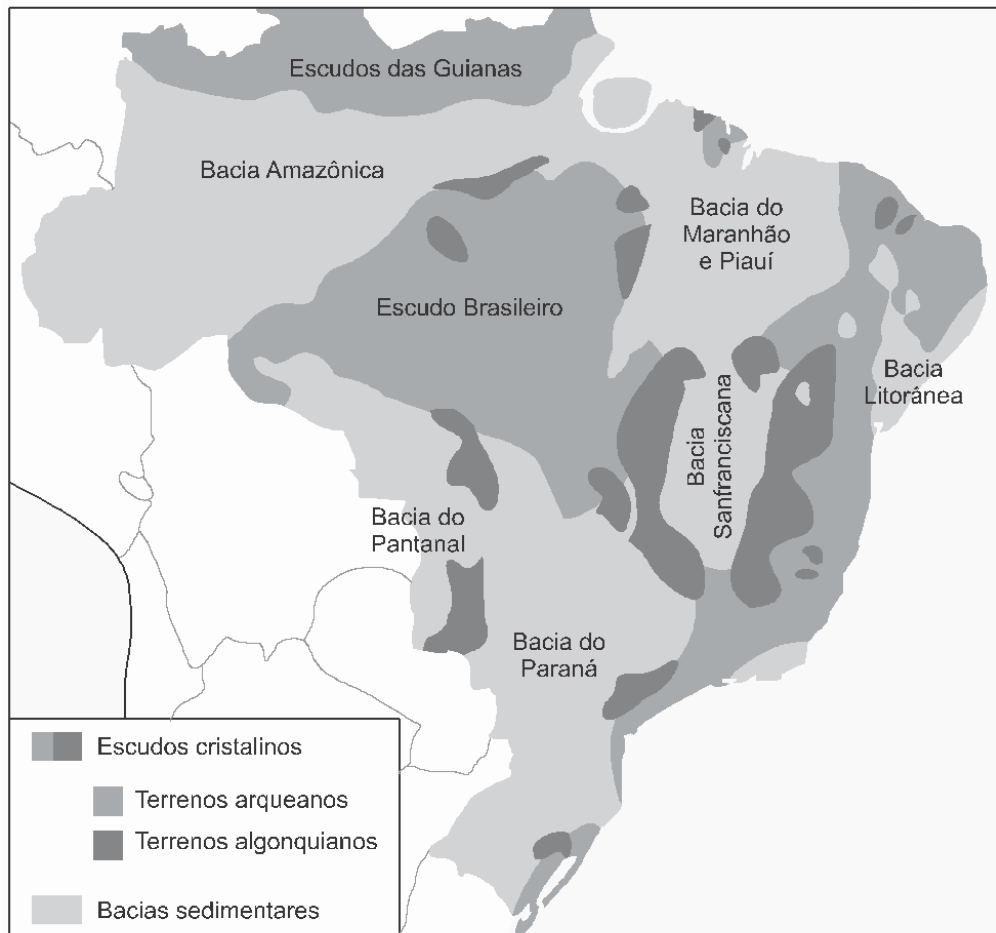 Escudos das Guianas
Bacia Amazônica
Bacia do
Maranhão
e Piauí
Escudo Brasileiro
Bacia
Litorânea
Bacia
Sanfranciscana
Bacia do
Pantanal
Bacia do
Paraná
Escudos cristalinos
Terrenos arqueanos
Terrenos algonquianos
Bacias sedimentares